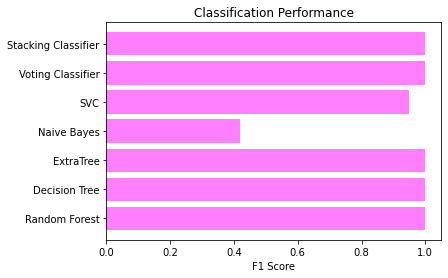 Classification Performance
Stacking Classifier
Voting Classifier
SVC
Naive Bayes
ExtraTree
Decision Tree
Random Forest
0.0 0.2 0.4 0.6 0.8 1.0
F1 Score